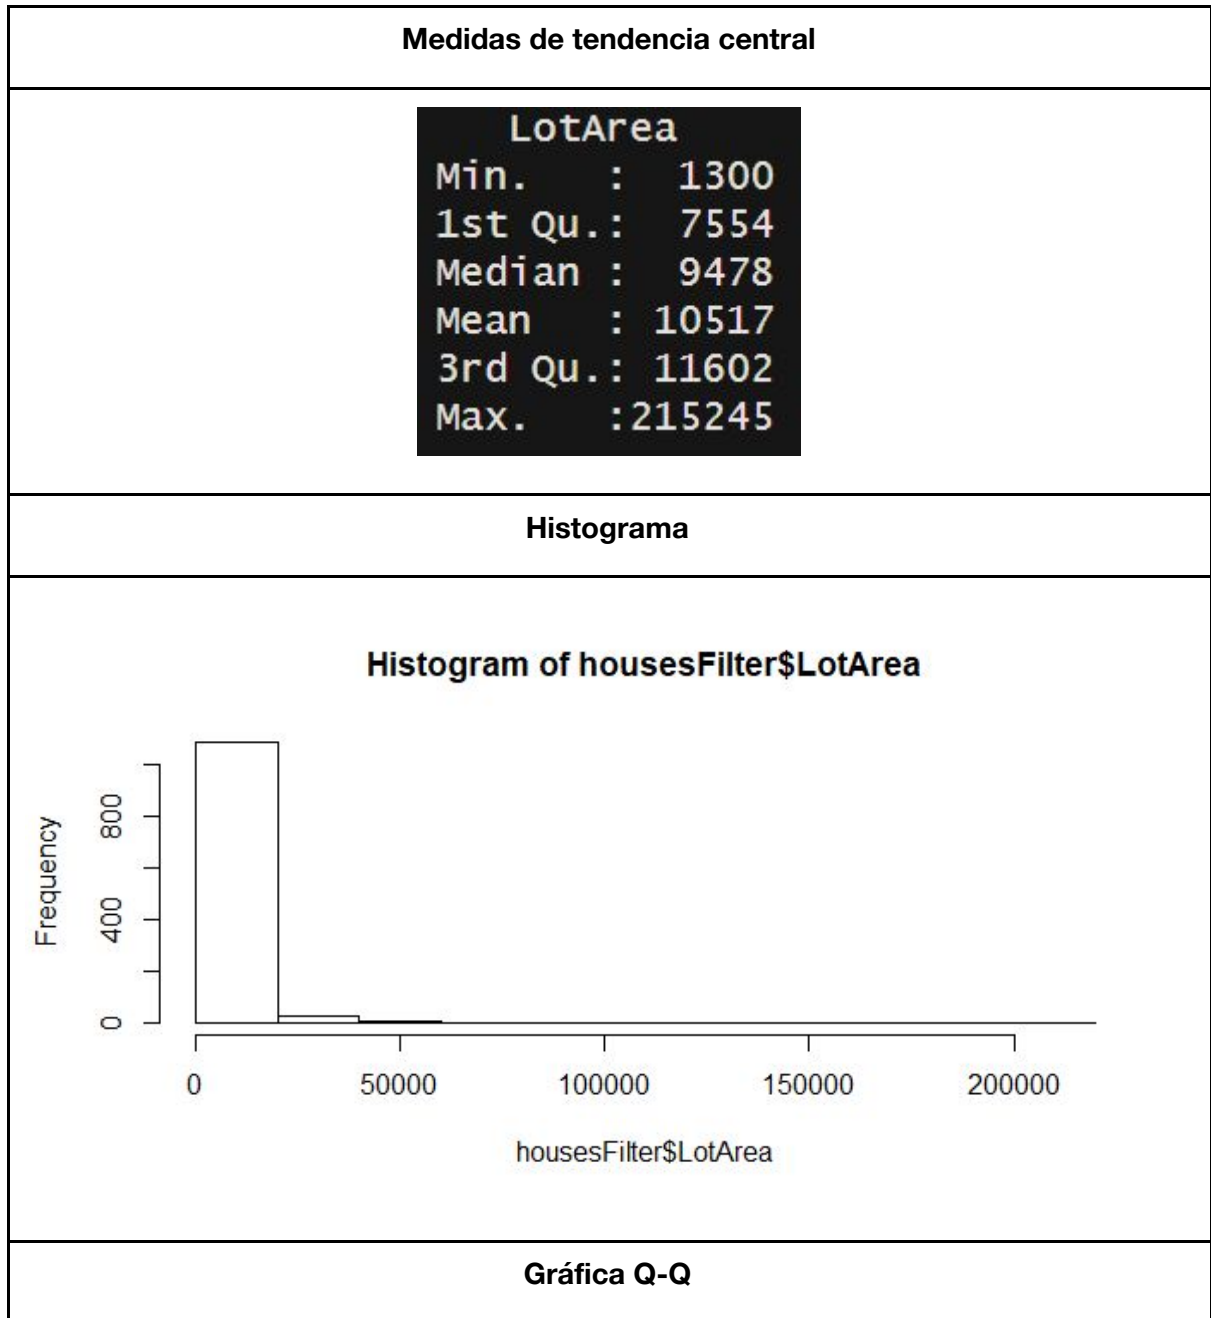 Medidas de tendencia central
LotArea
Min.   :  1300
1st Qu.:  7554
Median :  9478
Mean   : 10517
3rd Qu.: 11602
Max.   :215245
Histograma
Histogram of housesFilter$LotArea
Frequency
800
400
0
0 50000 100000 150000 200000
housesFilter$LotArea
Gráfica Q-Q